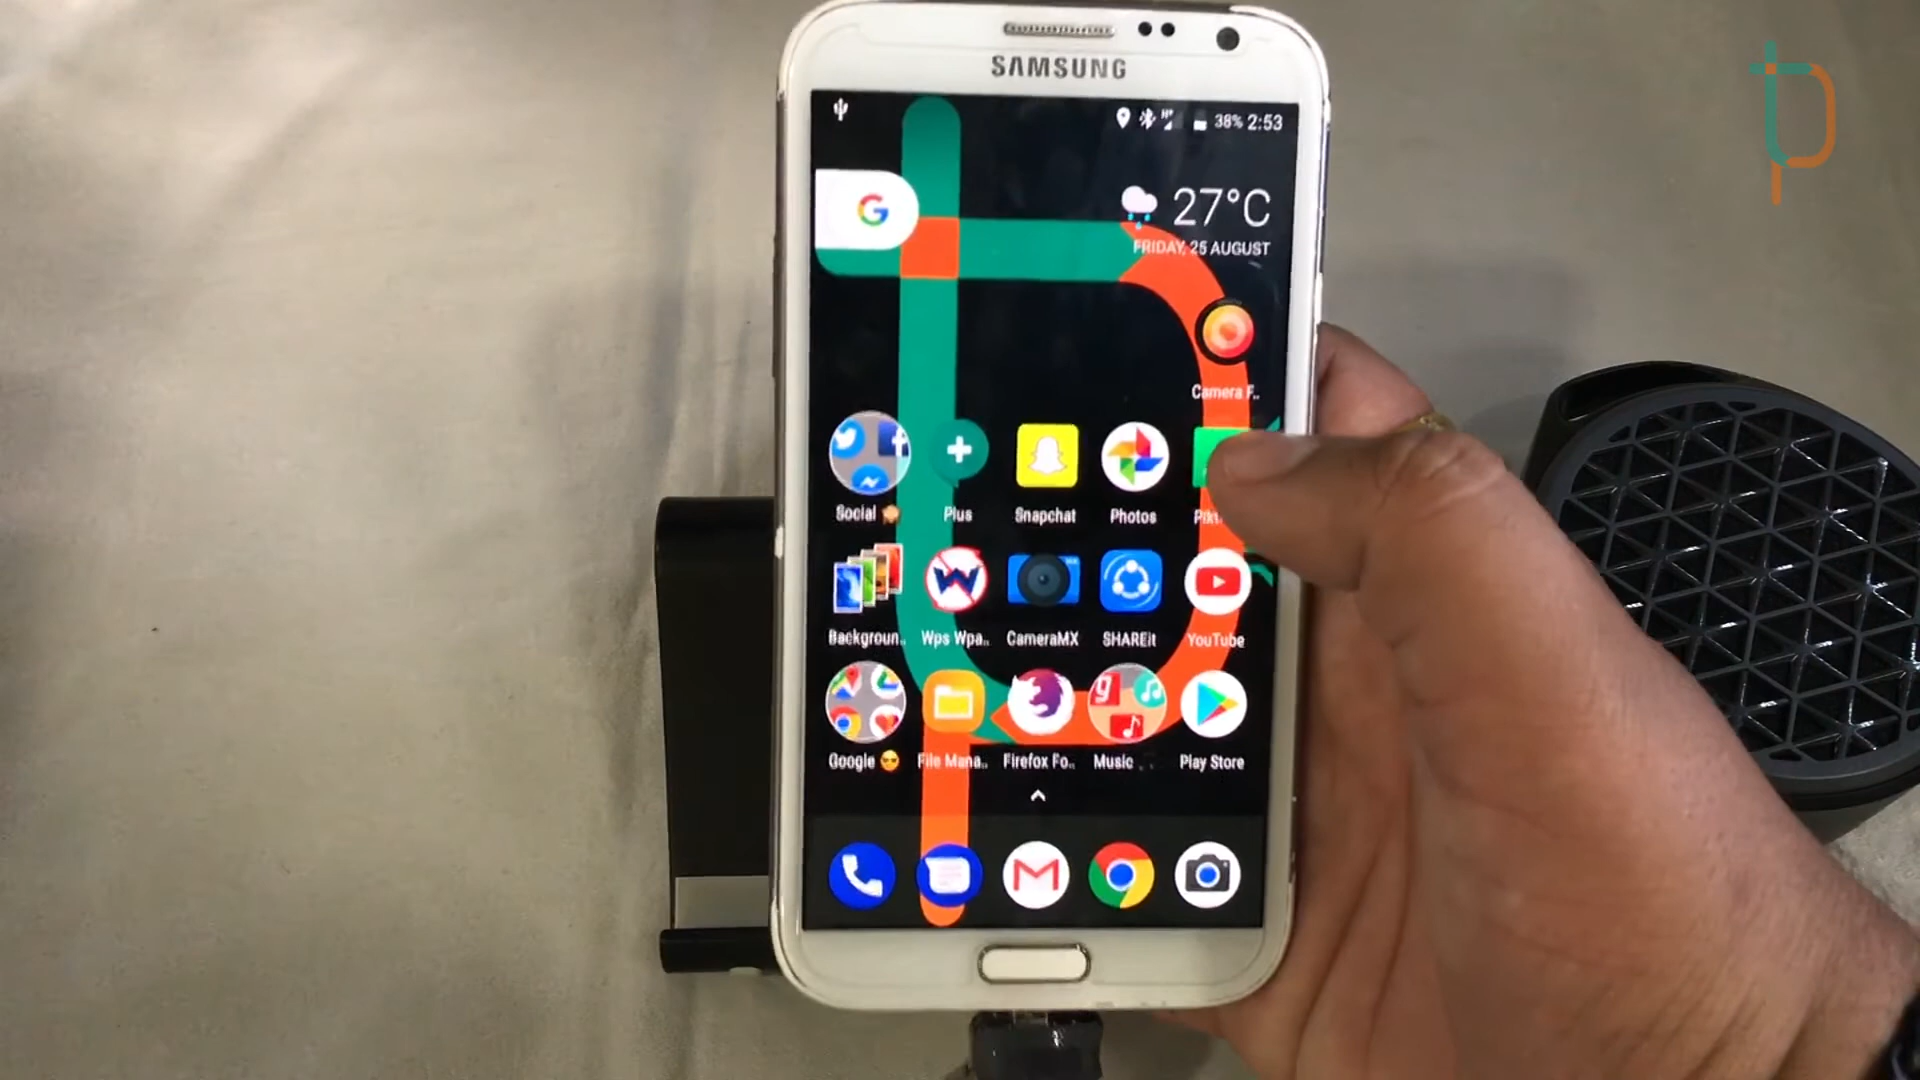 SAMSUNG
38% 2:53
27°C
FRIDAY, 25 AUGUST
Camera F..
Social Plus Snapchat Photos
Backgroun.. Wps Wpa.. CameraMX SHAREit YouTube
Google File Mana.. Firefox Fo.. Music Play Store